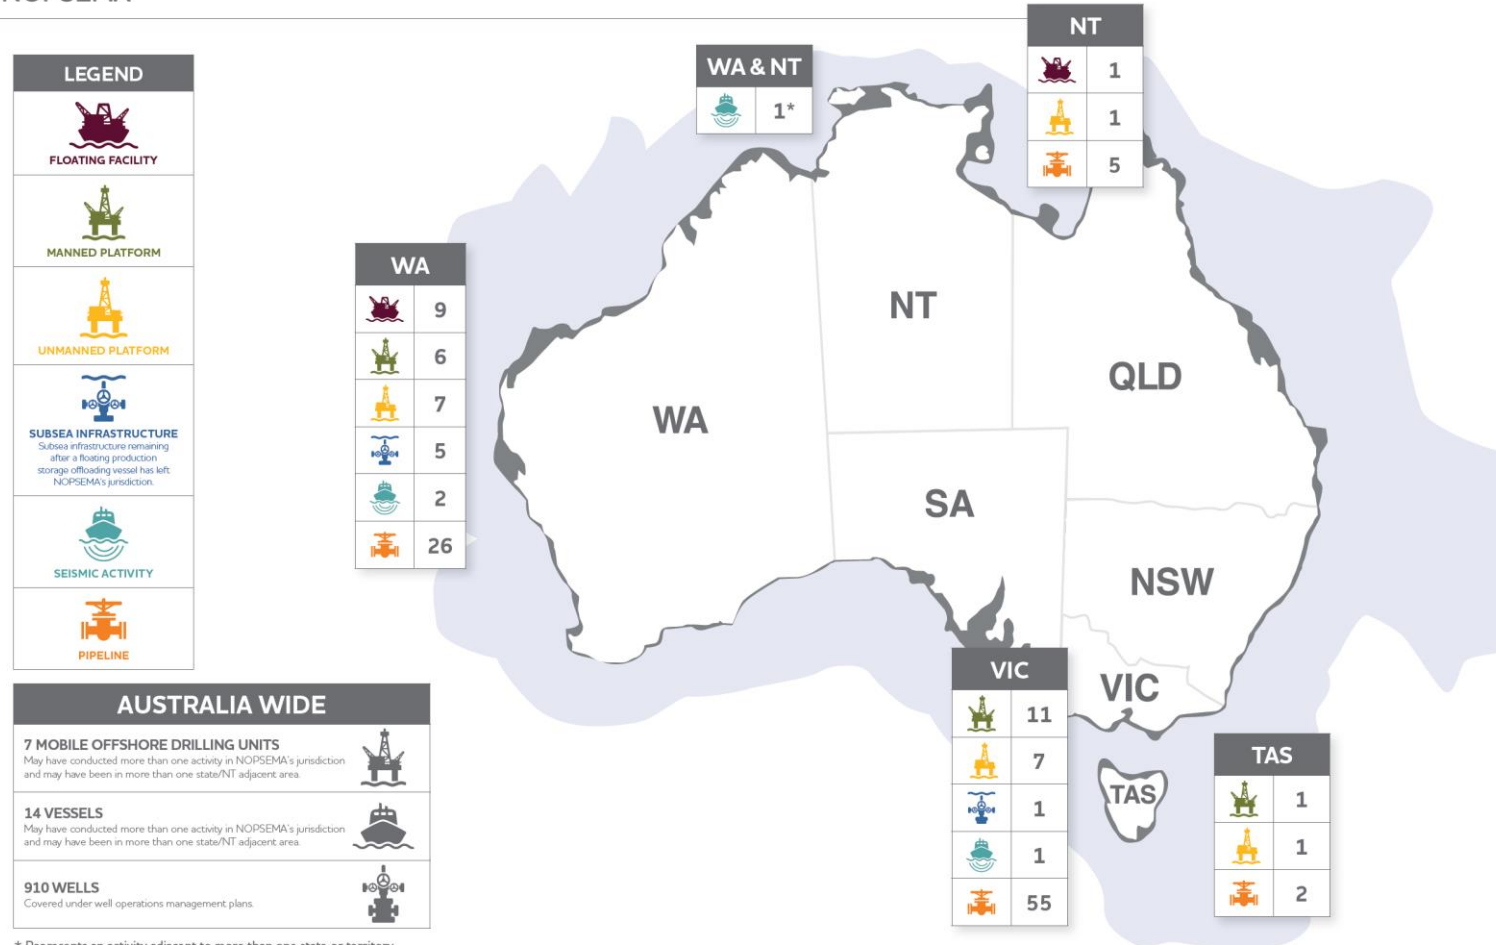 LEGEND
FLOATING FACILITY
MANNED PLATFORM
UNMANNED PLATFORM
SUBSEA INFRASTRUCTURE
Subsea infrastructure remaining
after a floating production
storage offloading vessel has left
NOPSEMA's jurisdiction.
SEISMIC ACTIVITY
PIPELINE
AUSTRALIA WIDE
7 MOBILE OFFSHORE DRILLING UNITS
May have conducted more than one activity in NOPSEMA's jurisdiction
and may have been in more than one state/NT adjacent area.
14 VESSELS
May have conducted more than one activity in NOPSEMA's jurisdiction
and may have been in more than one state/NT adjacent area.
910 WELLS
Covered under well operations management plans.
WA & NT
1*
NT
1
1
5
WA
9
6
7
5
2
26
WA
NT
QLD
SA
NSW
VIC
TAS
VIC
11
7
1
1
55
TAS
1
1
2